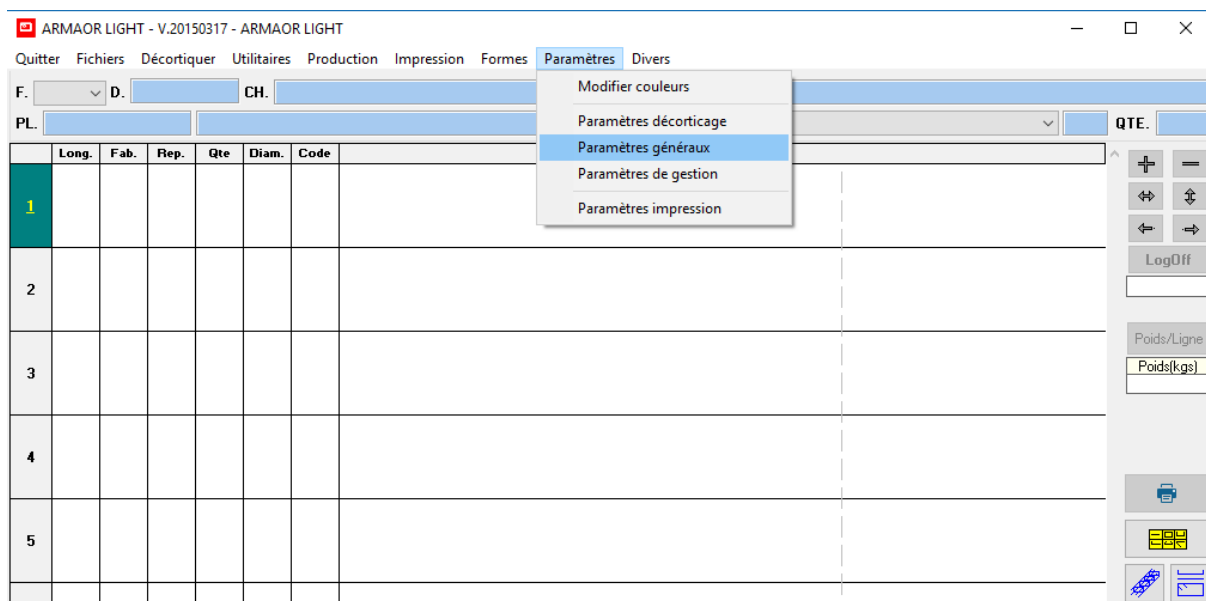 ARMAOR LIGHT - V.20150317 - ARMAOR LIGHT
Quitter Fichiers Décortiquer Utilitaires Production Impression Formes Paramètres Divers
F. D. CH.
Modifier couleurs
PL. QTE.
Paramètres décorticage
Paramètres généraux
Paramètres de gestion
Paramètres impression
Long. Fab. Rep. Qte Diam. Code
1
LogOff
2
Poids/Ligne
Poids(kgs)
3
4
5